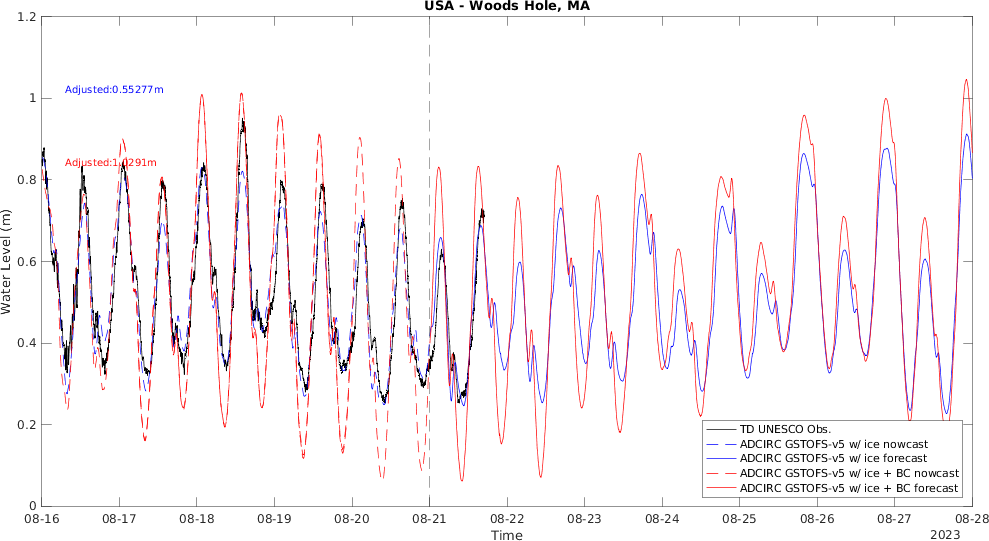 USA - Woods Hole, MA
1.2
1
0.8
0.6
0.4
0.2
0
Water Level (m)
Adjusted:0.55277m
TD UNESCO Obs.
ADCIRC GSTOFS-v5 w/ ice nowcast
ADCIRC GSTOFS-v5 w/ ice forecast
ADCIRC GSTOFS-v5 w/ ice + BC nowcast
ADCIRC GSTOFS-v5 w/ ice + BC forecast
08-16 08-17 08-18 08-19 08-20 08-21 08-22 08-23 08-24 08-25 08-26 08-27 08-28
Time
2023